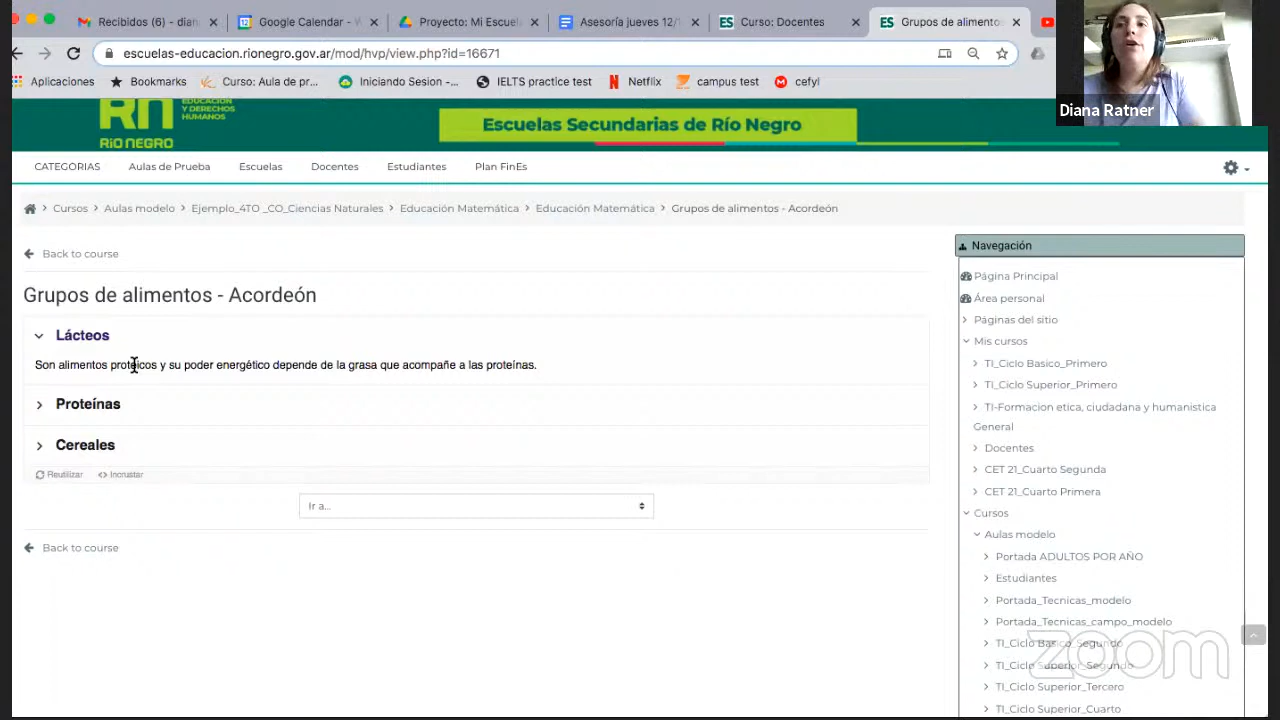 Recibidos (6) - dian
Google Calendar - W
Proyecto: Mi Escuel
Asesoría jueves 12/1
Curso: Docentes
Grupos de alimento
escuelas-educacion.rionegro.gov.ar/mod/hvp/view.php?id=16671
Aplicaciones
Bookmarks
Curso: Aula de pr...
Iniciando Sesion -...
IELTS practice test
Netflix
campus test
cefyl
Diana Ratner
RN
RÍO NEGRO
EDUCACIÓN
Y DERECHOS
HUMANOS
Escuelas Secundarias de Río Negro
CATEGORIAS
Aulas de Prueba
Escuelas
Docentes
Estudiantes
Plan FinEs
Cursos > Aulas modelo > Ejemplo_4TO _CO_Ciencias Naturales > Educación Matemática > Educación Matemática > Grupos de alimentos - Acordeón
Back to course
Grupos de alimentos - Acordeón
Lácteos
Son alimentos proteicos y su poder energético depende de la grasa que acompañe a las proteínas.
Proteínas
Cereales
Reutilizar
Incrustar
Ir a...
Back to course
Navegación
Página Principal
Área personal
Páginas del sitio
Mis cursos
TI_Ciclo Basico_Primero
TI_Ciclo Superior_Primero
TI-Formacion etica, ciudadana y humanistica
General
Docentes
CET 21_Cuarto Segunda
CET 21_Cuarto Primera
Cursos
Aulas modelo
Portada ADULTOS POR AÑO
Estudiantes
Portada_Tecnicas_modelo
Portada_Tecnicas_campo_modelo
TI_Ciclo Basico_Segundo
TI_Ciclo Superior_Segundo
TI_Ciclo Superior_Tercero
TI_Ciclo Superior_Cuarto
zoom